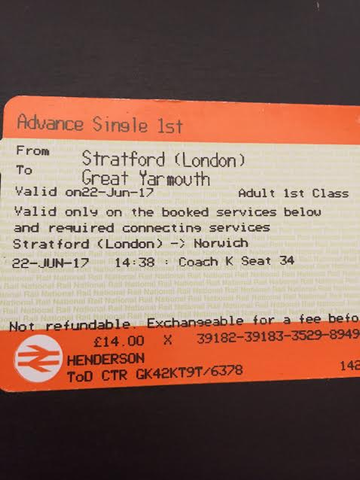 Advance Single 1st
From Stratford (London)
To Great Yarmouth
Valid on22-Jun-17 Adult 1st Class
Valid only on the booked services below
and required connecting services
Stratford (London) -> Norwich
22-JUN-17 14:38 : Coach K Seat 34
Not refundable. Exchangeable for a fee befo
£14.00 X 39182-39183-3529-8949
HENDERSON 142
ToD CTR GK42KT9T/6378